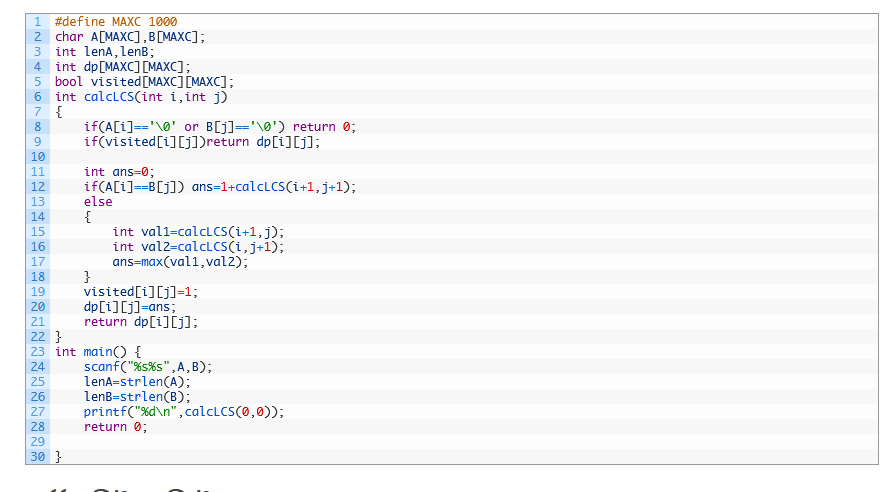 1 #define MAXC 1000
2 char A[MAXC],B[MAXC];
3 int lenA,lenB;
4 int dp[MAXC][MAXC];
5 bool visited[MAXC][MAXC];
6 int calcLCS(int i,int j)
7 {
8     if(A[i]=='\0' or B[j]=='\0') return 0;
9     if(visited[i][j])return dp[i][j];
10
11     int ans=0;
12     if(A[i]==B[j]) ans=1+calcLCS(i+1,j+1);
13     else
14     {
15         int val1=calcLCS(i+1,j);
16         int val2=calcLCS(i,j+1);
17         ans=max(val1,val2);
18     }
19     visited[i][j]=1;
20     dp[i][j]=ans;
21     return dp[i][j];
22 }
23 int main() {
24     scanf("%s%s",A,B);
25     lenA=strlen(A);
26     lenB=strlen(B);
27     printf("%d\n",calcLCS(0,0));
28     return 0;
29
30 }